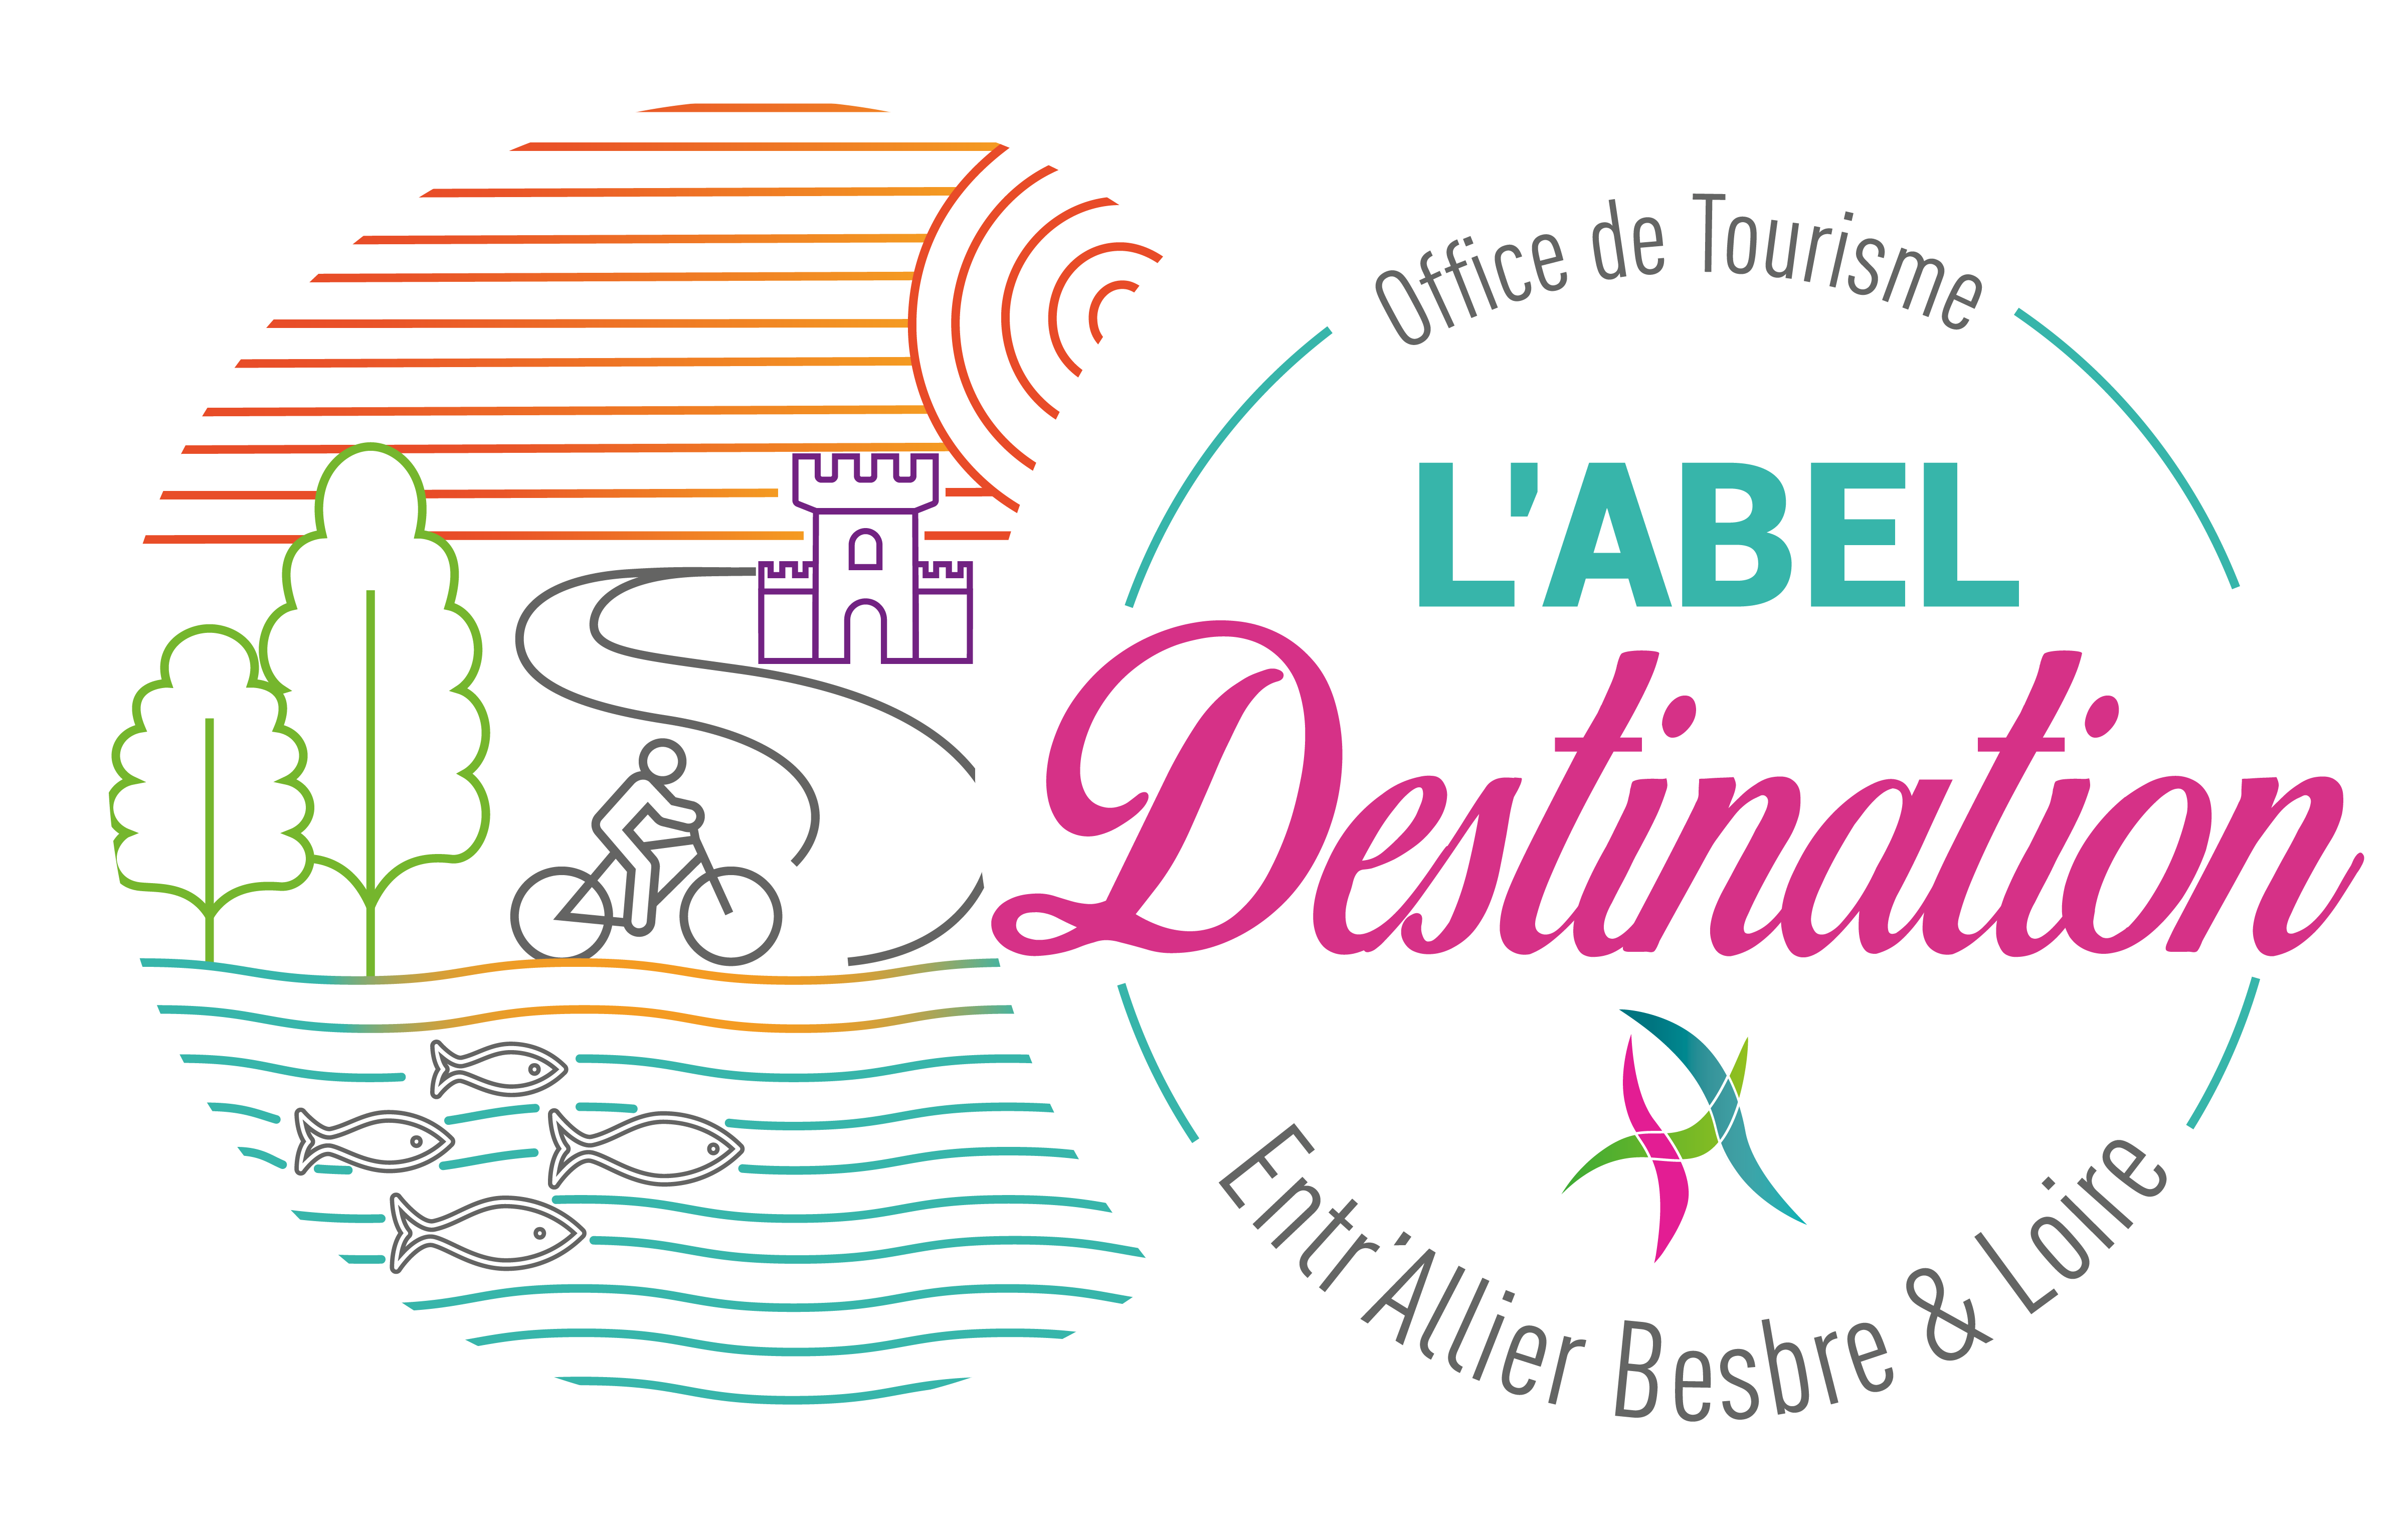 Office de Tourisme
L'ABEL
Destination
Entr'Allier Besbre & Loire